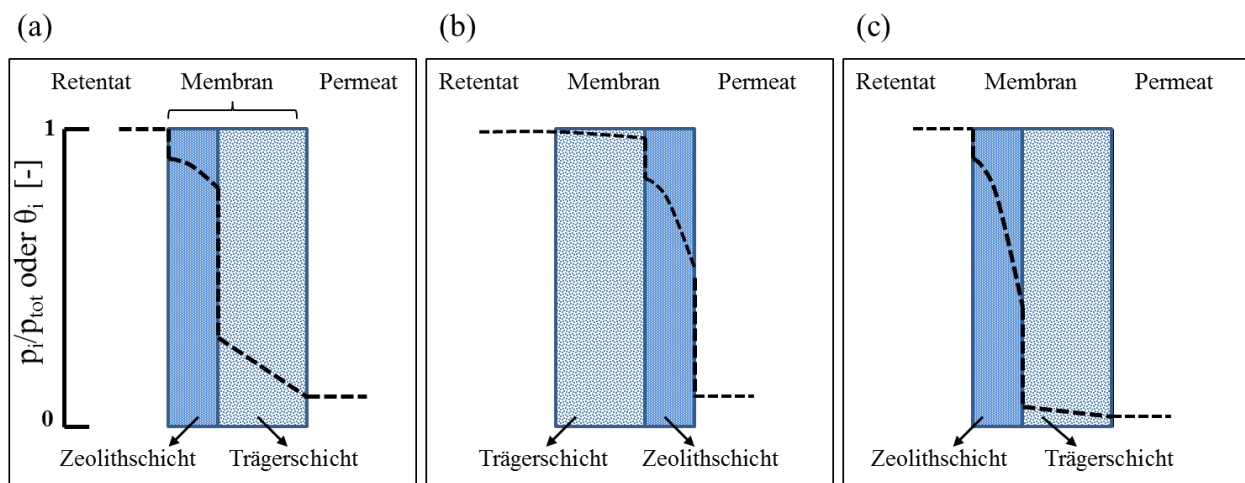 (a)
(b)
(c)
Retentat Membran Permeat
Retentat Membran Permeat
Retentat Membran Permeat
1
0
p_i/p_tot oder θ_i [-]
Zeolithschicht Trägerschicht
Trägerschicht Zeolithschicht
Zeolithschicht Trägerschicht